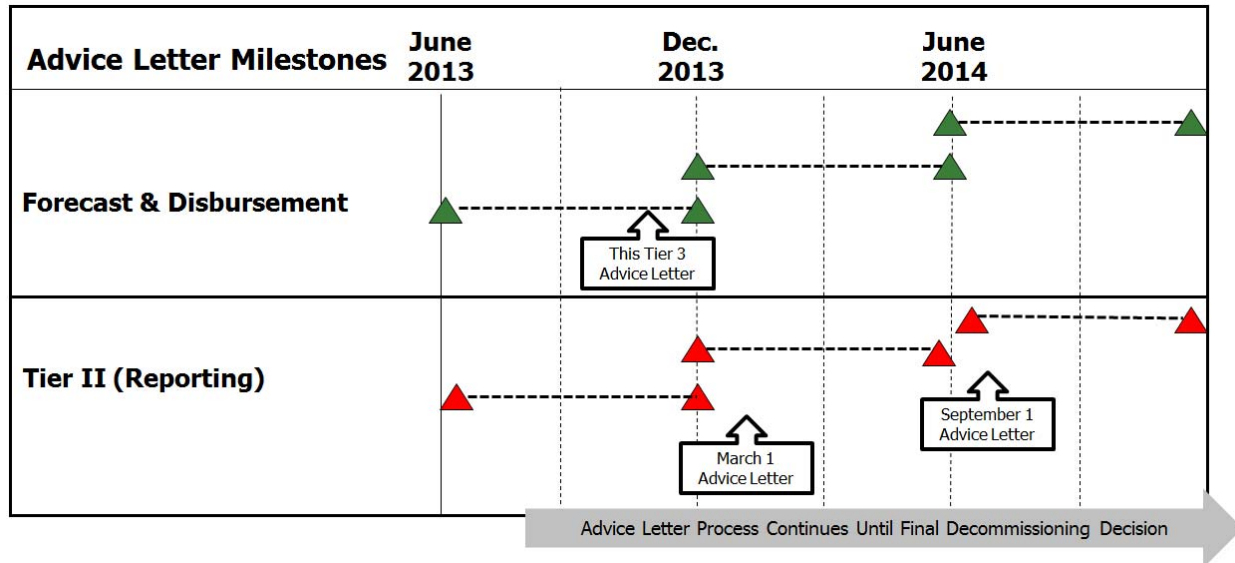 Advice Letter Milestones
June
2013
Dec.
2013
June
2014
Forecast & Disbursement
This Tier 3
Advice Letter
Tier II (Reporting)
March 1
Advice Letter
September 1
Advice Letter
Advice Letter Process Continues Until Final Decommissioning Decision